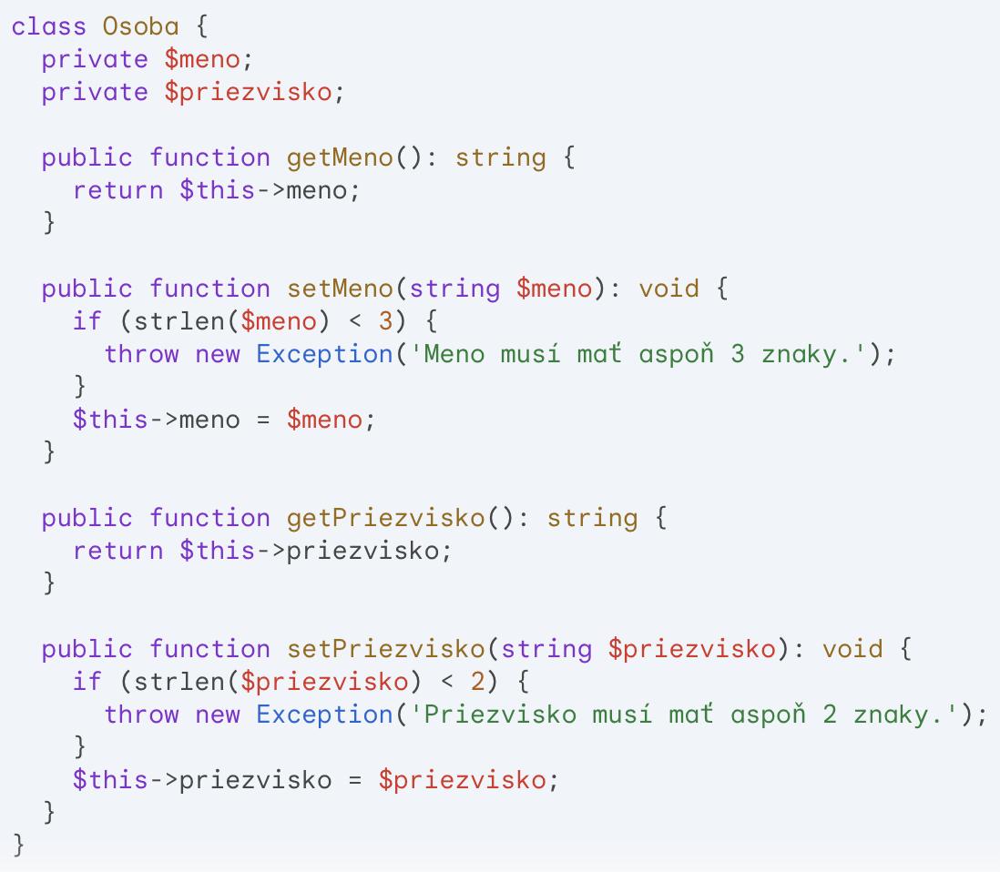 class Osoba {
  private $meno;
  private $priezvisko;

  public function getMeno(): string {
    return $this->meno;
  }

  public function setMeno(string $meno): void {
    if (strlen($meno) < 3) {
      throw new Exception('Meno musí mať aspoň 3 znaky.');
    }
    $this->meno = $meno;
  }

  public function getPriezvisko(): string {
    return $this->priezvisko;
  }

  public function setPriezvisko(string $priezvisko): void {
    if (strlen($priezvisko) < 2) {
      throw new Exception('Priezvisko musí mať aspoň 2 znaky.');
    }
    $this->priezvisko = $priezvisko;
  }
}